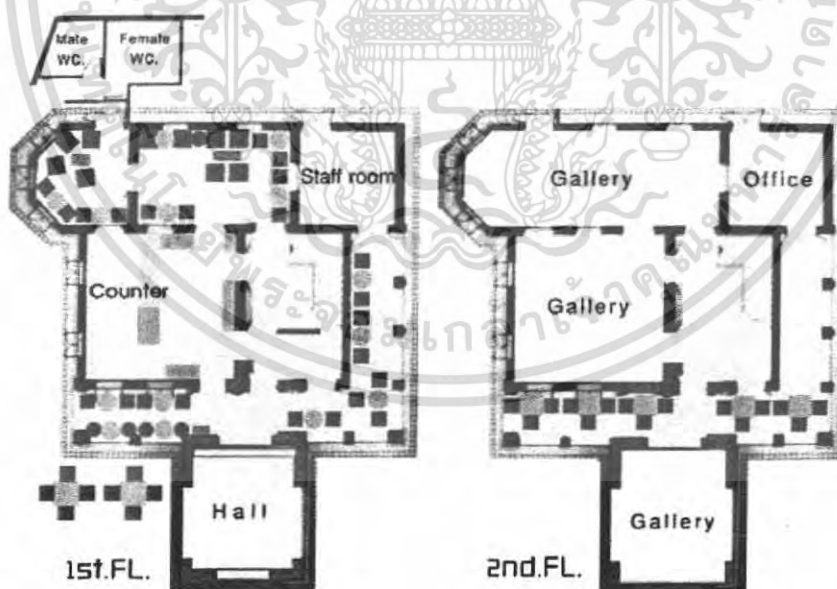 Male
WC.
Female
WC.
Staff room
Counter
Hall
1st.FL.
Gallery
Office
Gallery
Gallery
2nd.FL.